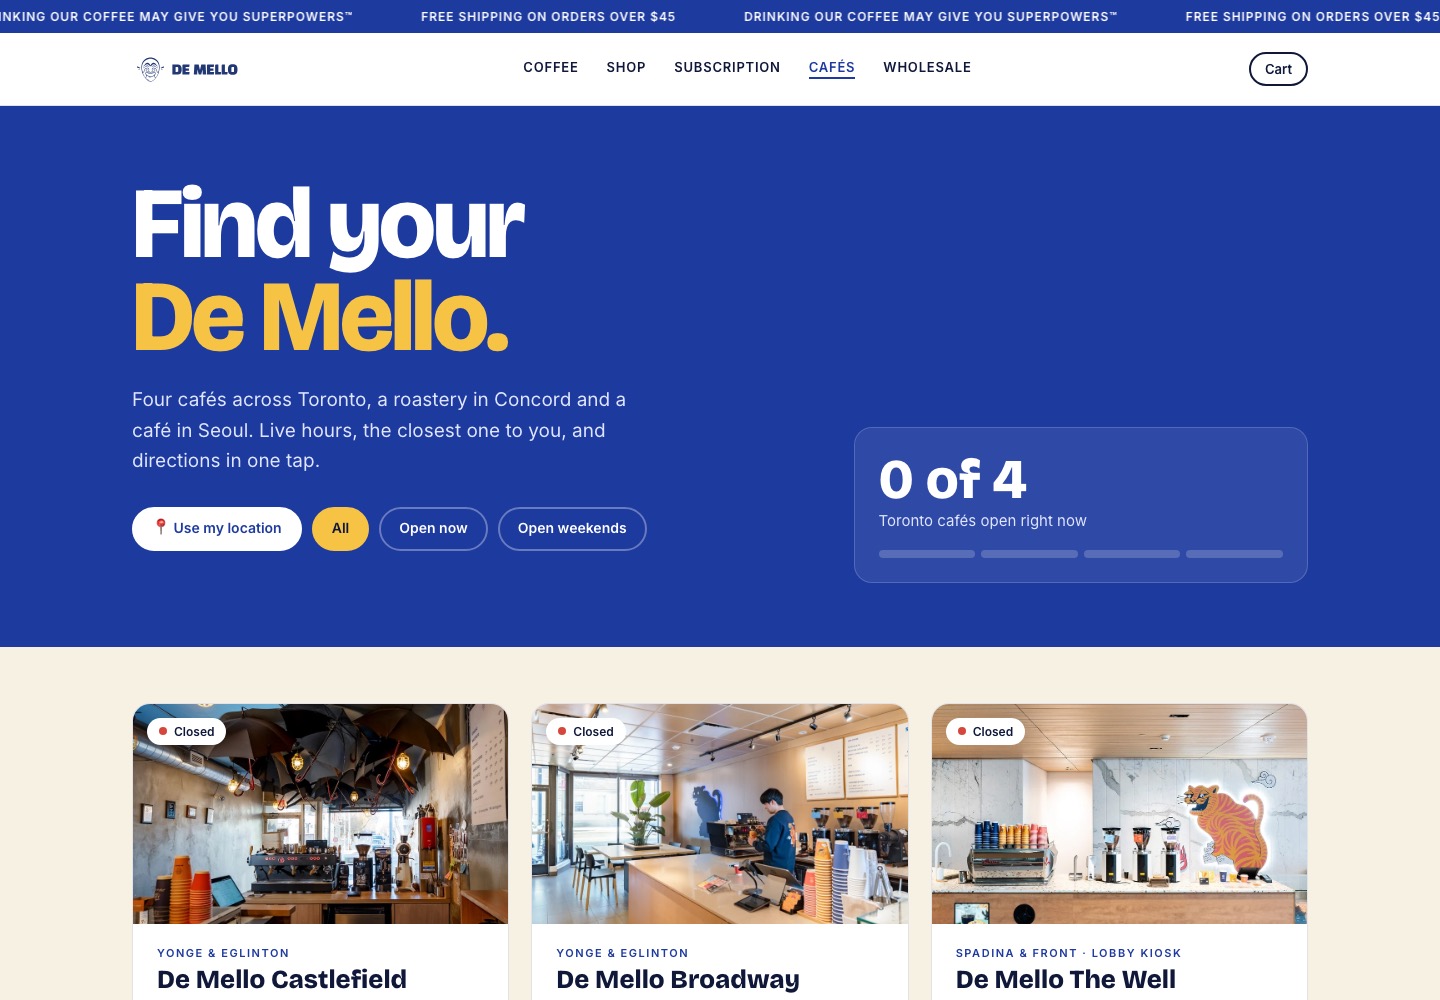 DRINKING OUR COFFEE MAY GIVE YOU SUPERPOWERS™ FREE SHIPPING ON ORDERS OVER $45 DRINKING OUR COFFEE MAY GIVE YOU SUPERPOWERS™ FREE SHIPPING ON ORDERS OVER $45
DE MELLO COFFEE SHOP SUBSCRIPTION CAFÉS WHOLESALE Cart
Find your
De Mello.
Four cafés across Toronto, a roastery in Concord and a
café in Seoul. Live hours, the closest one to you, and
directions in one tap.
Use my location All Open now Open weekends
0 of 4
Toronto cafés open right now
Closed Closed Closed
YONGE & EGLINTON
De Mello Castlefield
YONGE & EGLINTON
De Mello Broadway
SPADINA & FRONT · LOBBY KIOSK
De Mello The Well